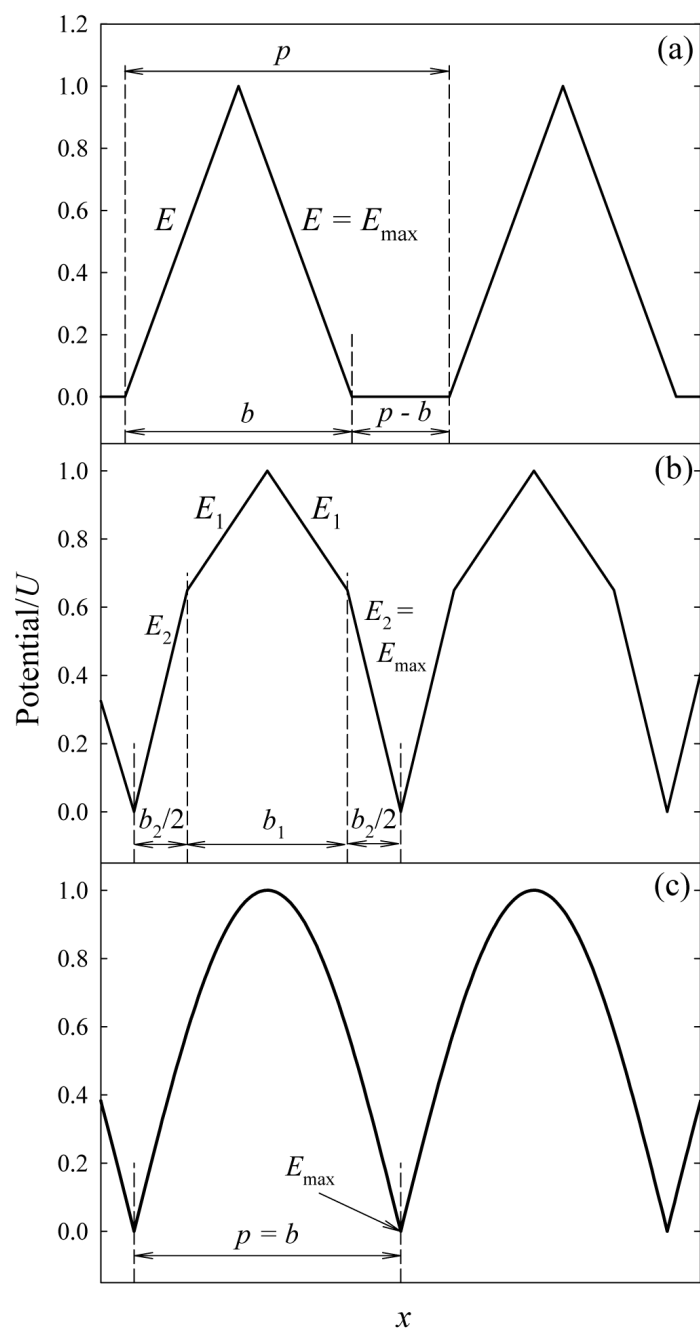 1.2
(a)
p
1.0
0.8
E
E = E_max
0.6
0.4
0.2
0.0
b
p - b
(b)
1.0
E_1
E_1
0.8
0.6
E_2
E_2 =
E_max
0.4
0.2
0.0
b_2/2
b_1
b_2/2
Potential/U
(c)
1.0
0.8
0.6
0.4
0.2
E_max
0.0
p = b
x